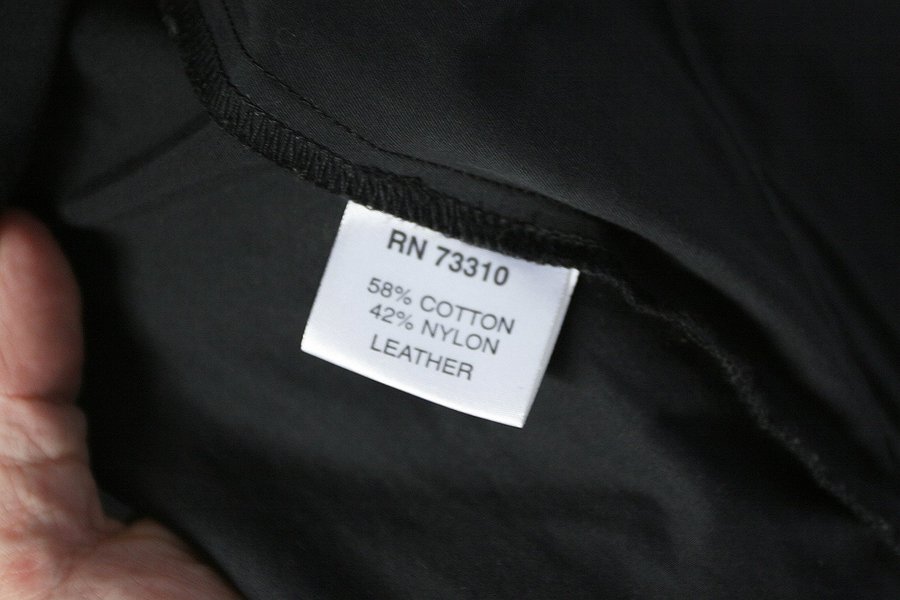 RN 73310
58% COTTON
42% NYLON
LEATHER